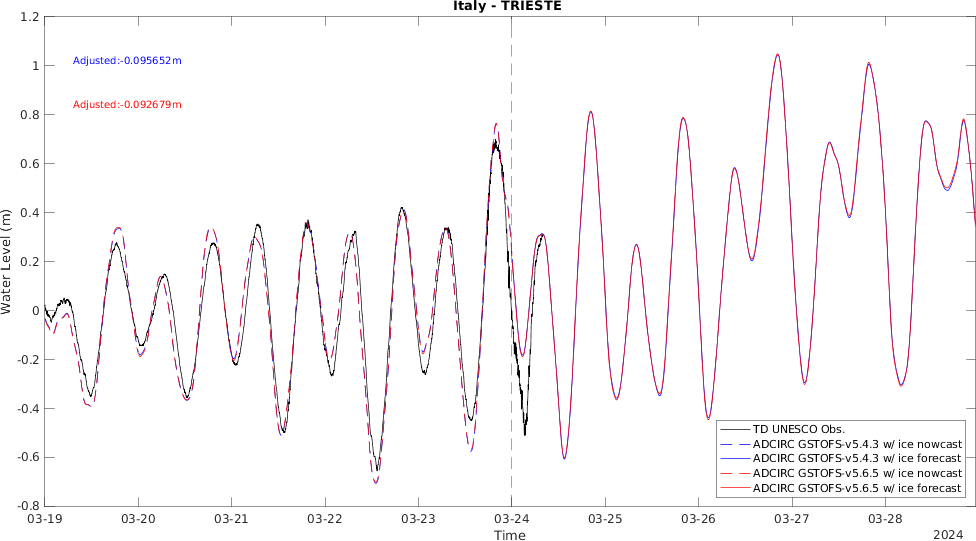 Italy - TRIESTE
1.2
1
0.8
0.6
0.4
0.2
0
-0.2
-0.4
-0.6
-0.8
Water Level (m)
Adjusted:-0.095652m
Adjusted:-0.092679m
TD UNESCO Obs.
ADCIRC GSTOFS-v5.4.3 w/ ice nowcast
ADCIRC GSTOFS-v5.4.3 w/ ice forecast
ADCIRC GSTOFS-v5.6.5 w/ ice nowcast
ADCIRC GSTOFS-v5.6.5 w/ ice forecast
03-19 03-20 03-21 03-22 03-23 03-24 03-25 03-26 03-27 03-28
Time
2024